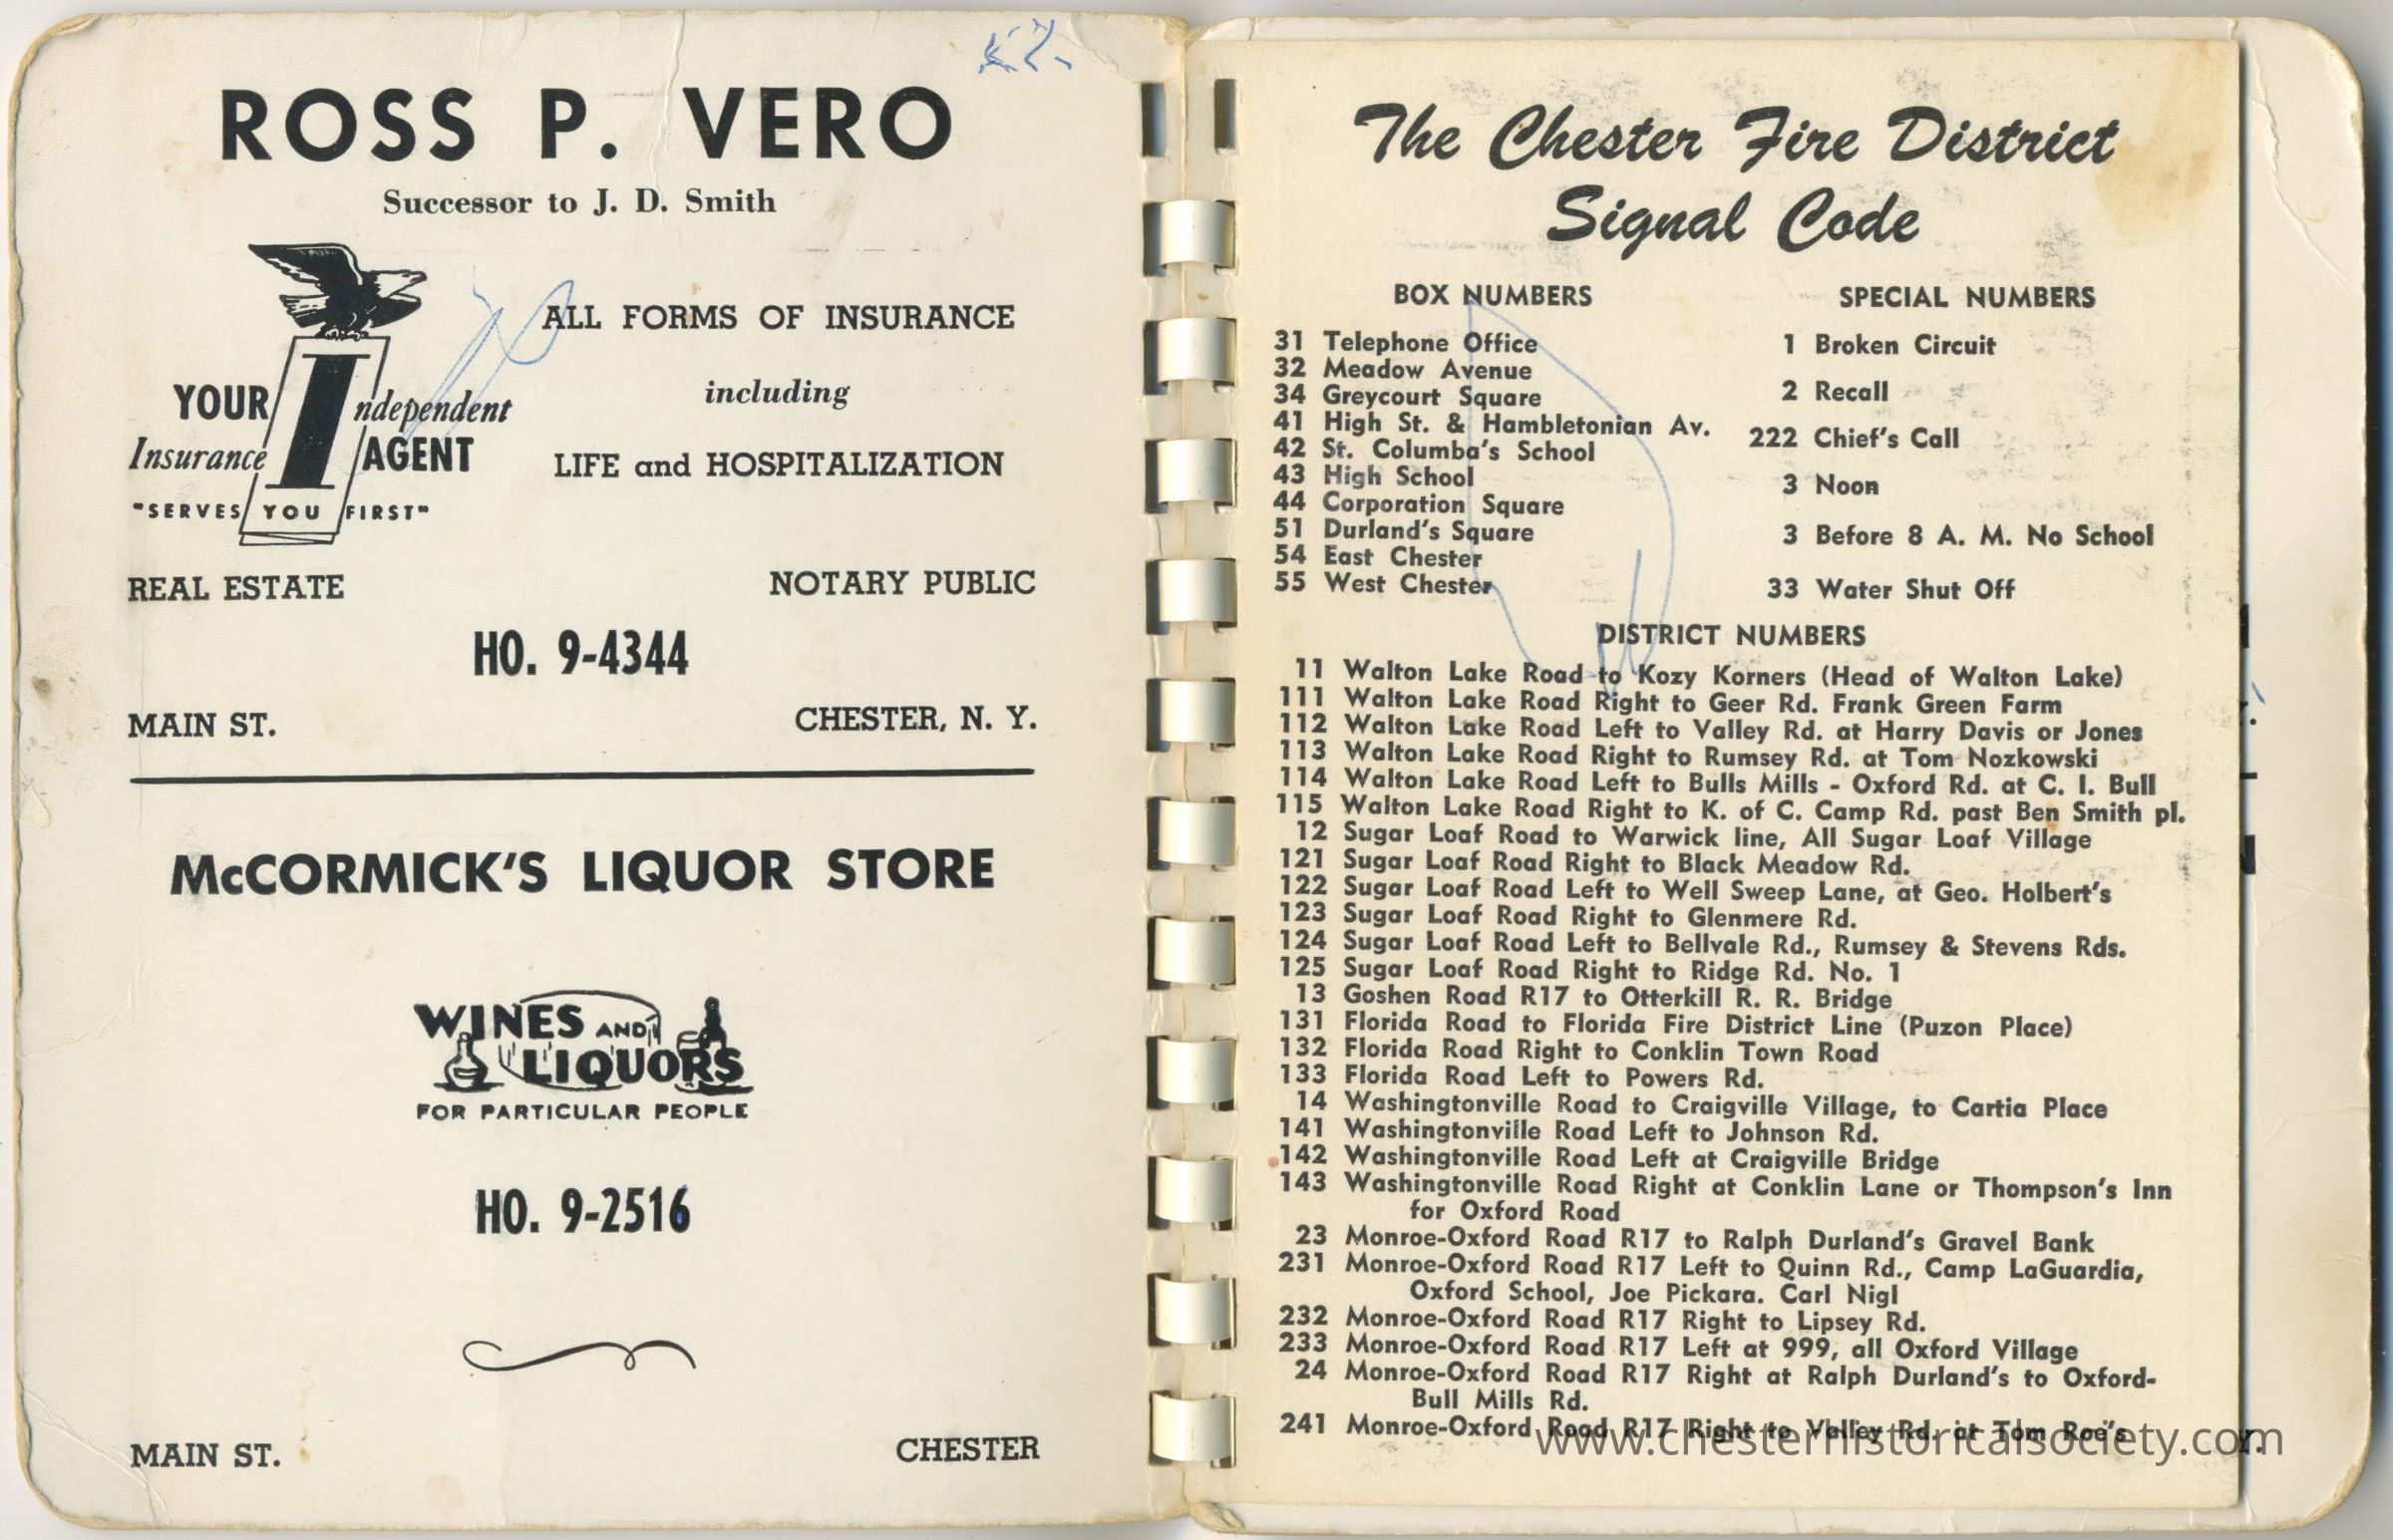 ROSS P. VERO
Successor to J. D. Smith
YOUR Independent
Insurance AGENT
"SERVES YOU FIRST"
ALL FORMS OF INSURANCE
including
LIFE and HOSPITALIZATION
REAL ESTATE
NOTARY PUBLIC
HO. 9-4344
MAIN ST.
CHESTER, N. Y.
McCORMICK'S LIQUOR STORE
WINES AND
LIQUORS
FOR PARTICULAR PEOPLE
HO. 9-2516
MAIN ST.
CHESTER
The Chester Fire District
Signal Code
BOX NUMBERS
31 Telephone Office
32 Meadow Avenue
34 Greycourt Square
41 High St. & Hambletonian Av.
42 St. Columba's School
43 High School
44 Corporation Square
51 Durland's Square
54 East Chester
55 West Chester
SPECIAL NUMBERS
1 Broken Circuit
2 Recall
222 Chief's Call
3 Noon
3 Before 8 A. M. No School
33 Water Shut Off
DISTRICT NUMBERS
11 Walton Lake Road to Kozy Korners (Head of Walton Lake)
111 Walton Lake Road Right to Geer Rd. Frank Green Farm
112 Walton Lake Road Left to Valley Rd. at Harry Davis or Jones
113 Walton Lake Road Right to Rumsey Rd. at Tom Nozkowski
114 Walton Lake Road Left to Bulls Mills - Oxford Rd. at C. I. Bull
115 Walton Lake Road Right to K. of C. Camp Rd. past Ben Smith pl.
12 Sugar Loaf Road to Warwick line, All Sugar Loaf Village
121 Sugar Loaf Road Right to Black Meadow Rd.
122 Sugar Loaf Road Left to Well Sweep Lane, at Geo. Holbert's
123 Sugar Loaf Road Right to Glenmere Rd.
124 Sugar Loaf Road Left to Bellvale Rd., Rumsey & Stevens Rds.
125 Sugar Loaf Road Right to Ridge Rd. No. 1
13 Goshen Road R17 to Otterkill R. R. Bridge
131 Florida Road to Florida Fire District Line (Puzon Place)
132 Florida Road Right to Conklin Town Road
133 Florida Road Left to Powers Rd.
14 Washingtonville Road to Craigville Village, to Cartia Place
141 Washingtonville Road Left to Johnson Rd.
142 Washingtonville Road Left at Craigville Bridge
143 Washingtonville Road Right at Conklin Lane or Thompson's Inn
for Oxford Road
23 Monroe-Oxford Road R17 to Ralph Durland's Gravel Bank
231 Monroe-Oxford Road R17 Left to Quinn Rd., Camp LaGuardia,
Oxford School, Joe Pickara. Carl Nigl
232 Monroe-Oxford Road R17 Right to Lipsey Rd.
233 Monroe-Oxford Road R17 Left at 999, all Oxford Village
24 Monroe-Oxford Road R17 Right at Ralph Durland's to Oxford-
Bull Mills Rd.
241 Monroe-Oxford Road R17 Right to Valley Rd. at Tom Roe's
www.chesterhistoricalsociety.com